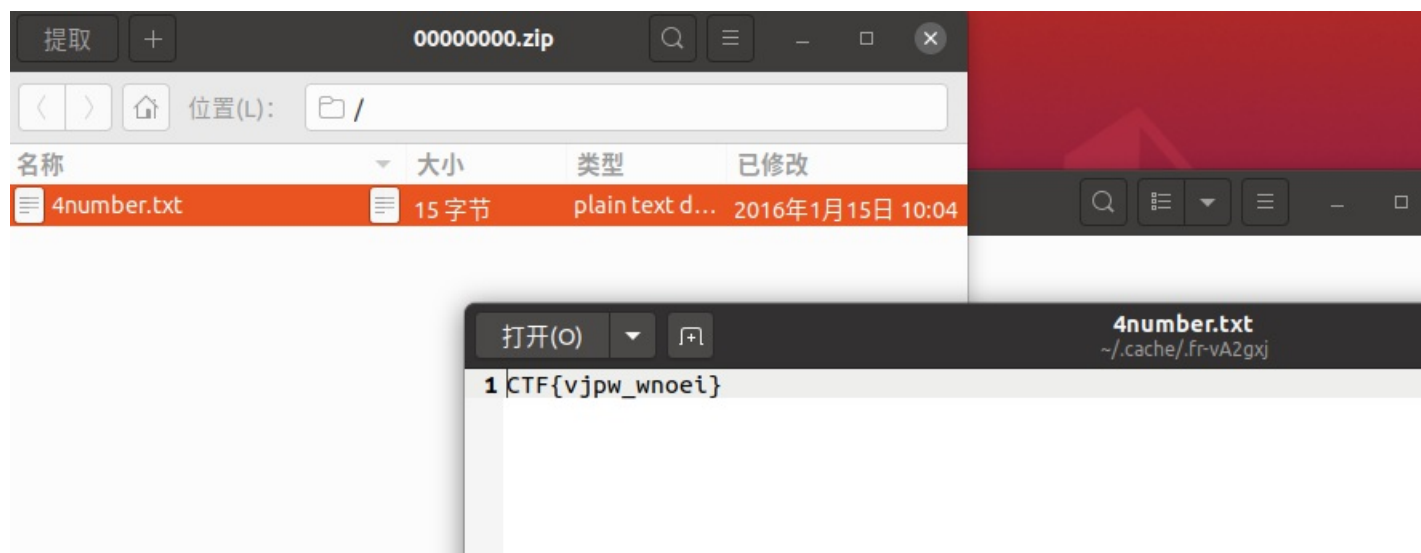 提取
00000000.zip
位置(L): /
名称 大小 类型 已修改
4number.txt 15 字节 plain text d... 2016年1月15日 10:04
打开(O) 4number.txt
~/.cache/.fr-vA2gxj
1 CTF{vjpw_wnoei}